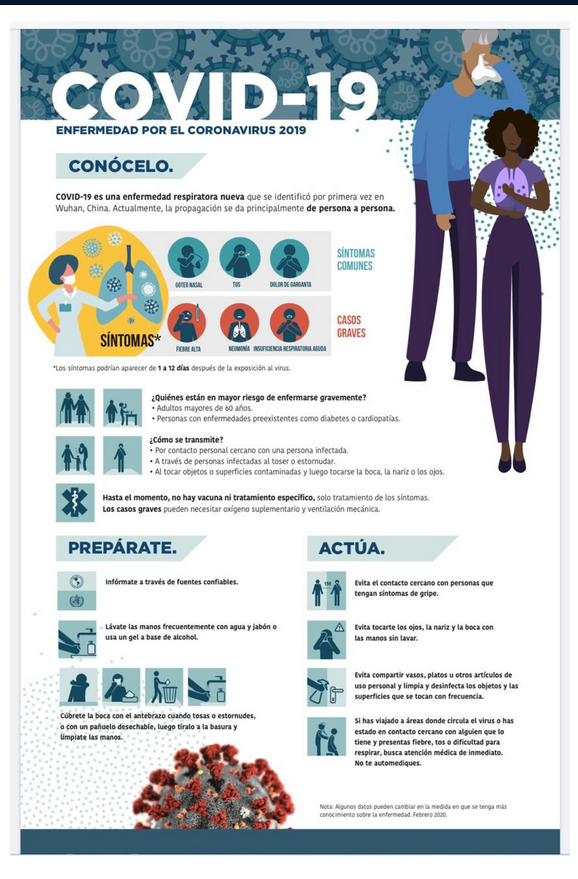 COVID-19
ENFERMEDAD POR EL CORONAVIRUS 2019
CONÓCELO.
COVID-19 es una enfermedad respiratora nueva que se identificó por primera vez en
Wuhan, China. Actualmente, la propagación se da principalmente de persona a persona.
GOTEO NASAL
TOS
DOLOR DE GARGANTA
SÍNTOMAS
COMUNES
SÍNTOMAS*
FIEBRE ALTA
NEUMONÍA
INSUFICIENCIA RESPIRATORIA AGUDA
CASOS
GRAVES
*Los síntomas podrían aparecer de 1 a 12 días después de la exposición al virus.
¿Quiénes están en mayor riesgo de enfermarse gravemente?
• Adultos mayores de 60 años.
• Personas con enfermedades preexistentes como diabetes o cardiopatías.
¿Cómo se transmite?
• Por contacto personal cercano con una persona infectada.
• A través de personas infectadas al toser o estornudar.
• Al tocar objetos o superficies contaminadas y luego tocarse la boca, la nariz o los ojos.
Hasta el momento, no hay vacuna ni tratamiento específico, solo tratamiento de los síntomas.
Los casos graves pueden necesitar oxígeno suplementario y ventilación mecánica.
PREPÁRATE.
Infórmate a través de fuentes confiables.
Lávate las manos frecuentemente con agua y jabón o
usa un gel a base de alcohol.
Cúbrete la boca con el antebrazo cuando tosas o estornudes,
o con un pañuelo desechable, luego tíralo a la basura y
límpiate las manos.
ACTÚA.
1M
Evita el contacto cercano con personas que
tengan síntomas de gripe.
Evita tocarte los ojos, la nariz y la boca con
las manos sin lavar.
Evita compartir vasos, platos u otros artículos de
uso personal y limpia y desinfecta los objetos y las
superficies que se tocan con frecuencia.
Si has viajado a áreas donde circula el virus o has
estado en contacto cercano con alguien que lo
tiene y presentas fiebre, tos o dificultad para
respirar, busca atención médica de inmediato.
No te automediques.
Nota: Algunos datos pueden cambiar en la medida en que se tenga más
conocimiento sobre la enfermedad. Febrero 2020.